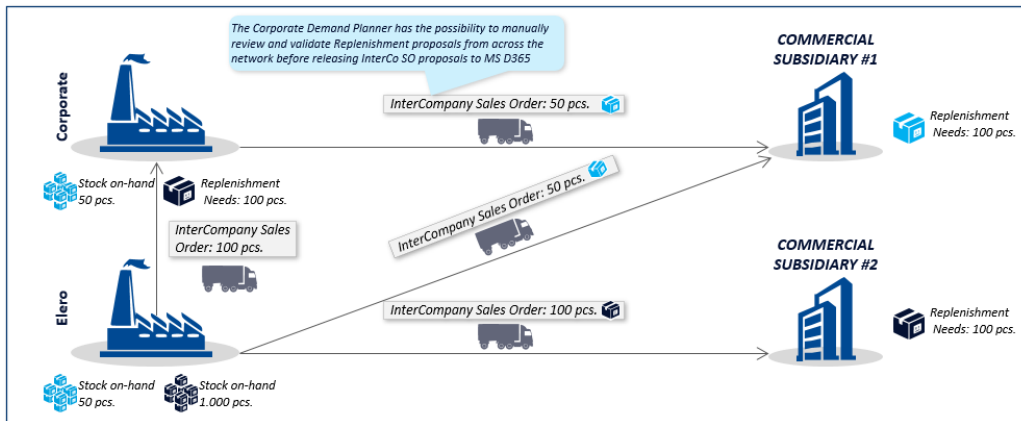 The Corporate Demand Planner has the possibility to manually
review and validate Replenishment proposals from across the
network before releasing InterCo SO proposals to MS D365
COMMERCIAL
SUBSIDIARY #1
Corporate
InterCompany Sales Order: 50 pcs.
Replenishment
Needs: 100 pcs.
Stock on-hand
50 pcs.
Replenishment
Needs: 100 pcs.
InterCompany Sales Order: 50 pcs.
InterCompany Sales
Order: 100 pcs.
COMMERCIAL
SUBSIDIARY #2
Elero
InterCompany Sales Order: 100 pcs.
Replenishment
Needs: 100 pcs.
Stock on-hand
50 pcs.
Stock on-hand
1.000 pcs.